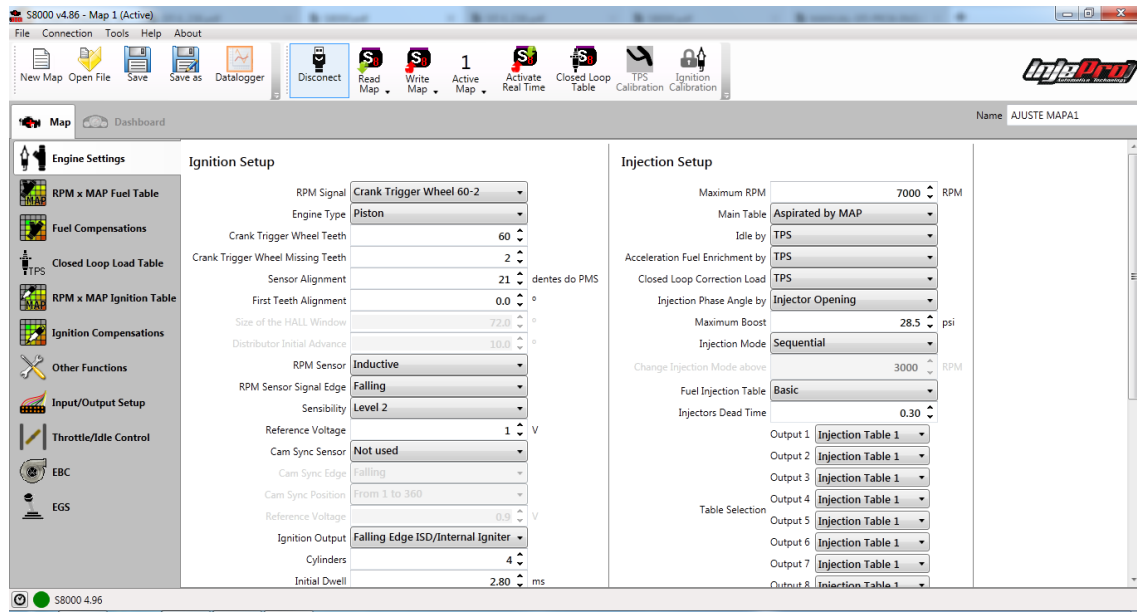 S8000 v4.86 - Map 1 (Active)
File Connection Tools Help About
New Map Open File Save Save as Datalogger Disconect Read Map Write Map 1 Active Map Activate Real Time Closed Loop Table TPS Calibration Ignition Calibration
InjePro
Automotive Technology
Map Dashboard
Name AJUSTE MAPA1
Engine Settings
RPM x MAP Fuel Table
Fuel Compensations
Closed Loop Load Table
RPM x MAP Ignition Table
Ignition Compensations
Other Functions
Input/Output Setup
Throttle/Idle Control
EBC
EGS
Ignition Setup
RPM Signal Crank Trigger Wheel 60-2
Engine Type Piston
Crank Trigger Wheel Teeth 60
Crank Trigger Wheel Missing Teeth 2
Sensor Alignment 21 dentes do PMS
First Teeth Alignment 0.0 °
Size of the HALL Window 72.0 °
Distributor Initial Advance 10.0 °
RPM Sensor Inductive
RPM Sensor Signal Edge Falling
Sensibility Level 2
Reference Voltage 1 V
Cam Sync Sensor Not used
Cam Sync Edge Falling
Cam Sync Position From 1 to 360
Reference Voltage 0.9 V
Ignition Output Falling Edge ISD/Internal Igniter
Cylinders 4
Initial Dwell 2.80 ms
Injection Setup
Maximum RPM 7000 RPM
Main Table Aspirated by MAP
Idle by TPS
Acceleration Fuel Enrichment by TPS
Closed Loop Correction Load TPS
Injection Phase Angle by Injector Opening
Maximum Boost 28.5 psi
Injection Mode Sequential
Change Injection Mode above 3000 RPM
Fuel Injection Table Basic
Injectors Dead Time 0.30
Table Selection
Output 1 Injection Table 1
Output 2 Injection Table 1
Output 3 Injection Table 1
Output 4 Injection Table 1
Output 5 Injection Table 1
Output 6 Injection Table 1
Output 7 Injection Table 1
Output 8 Injection Table 1
S8000 4.96